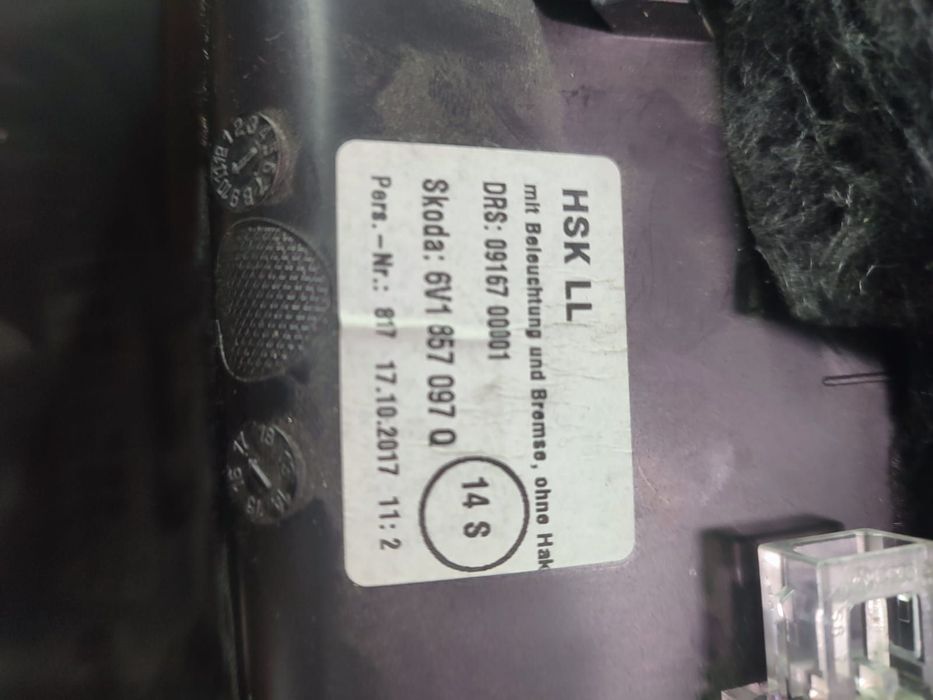 HSK LL
mit Beleuchtung und Bremse, ohne Hak
DRS: 09167 00001
Skoda: 6V1 857 097 Q
14 S
Pers.-Nr.: 817 17.10.2017 11: 2